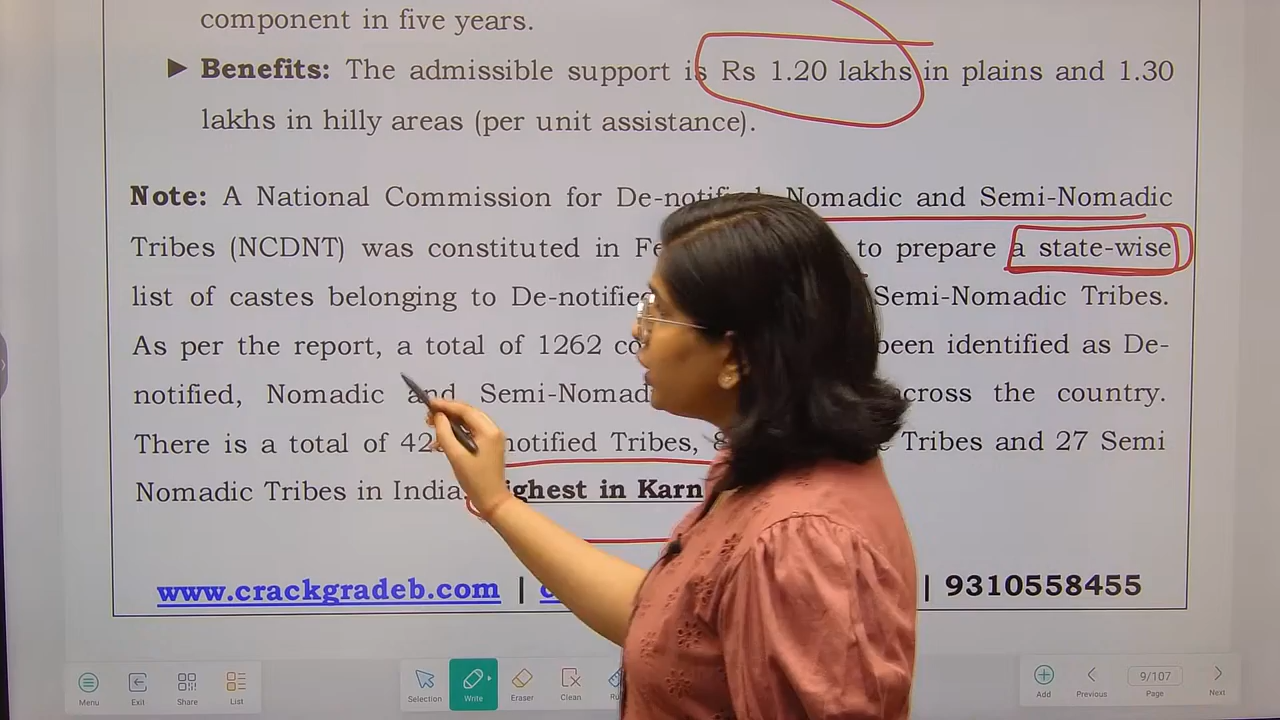 component in five years.
► Benefits: The admissible support is Rs 1.20 lakhs in plains and 1.30
lakhs in hilly areas (per unit assistance).
Note: A National Commission for De-notified, Nomadic and Semi-Nomadic
Tribes (NCDNT) was constituted in to prepare a state-wise
list of castes belonging to De-notified Semi-Nomadic Tribes.
As per the report, a total of 1262 been identified as De-
notified, Nomadic and Semi-Nomad across the country.
There is a total of notified Tribes, Tribes and 27 Semi
Nomadic Tribes in India, Highest in Karn
www.crackgradeb.com | | 9310558455
Menu Exit Share List Selection Write Eraser Clean Add Previous 9/107 Page Next